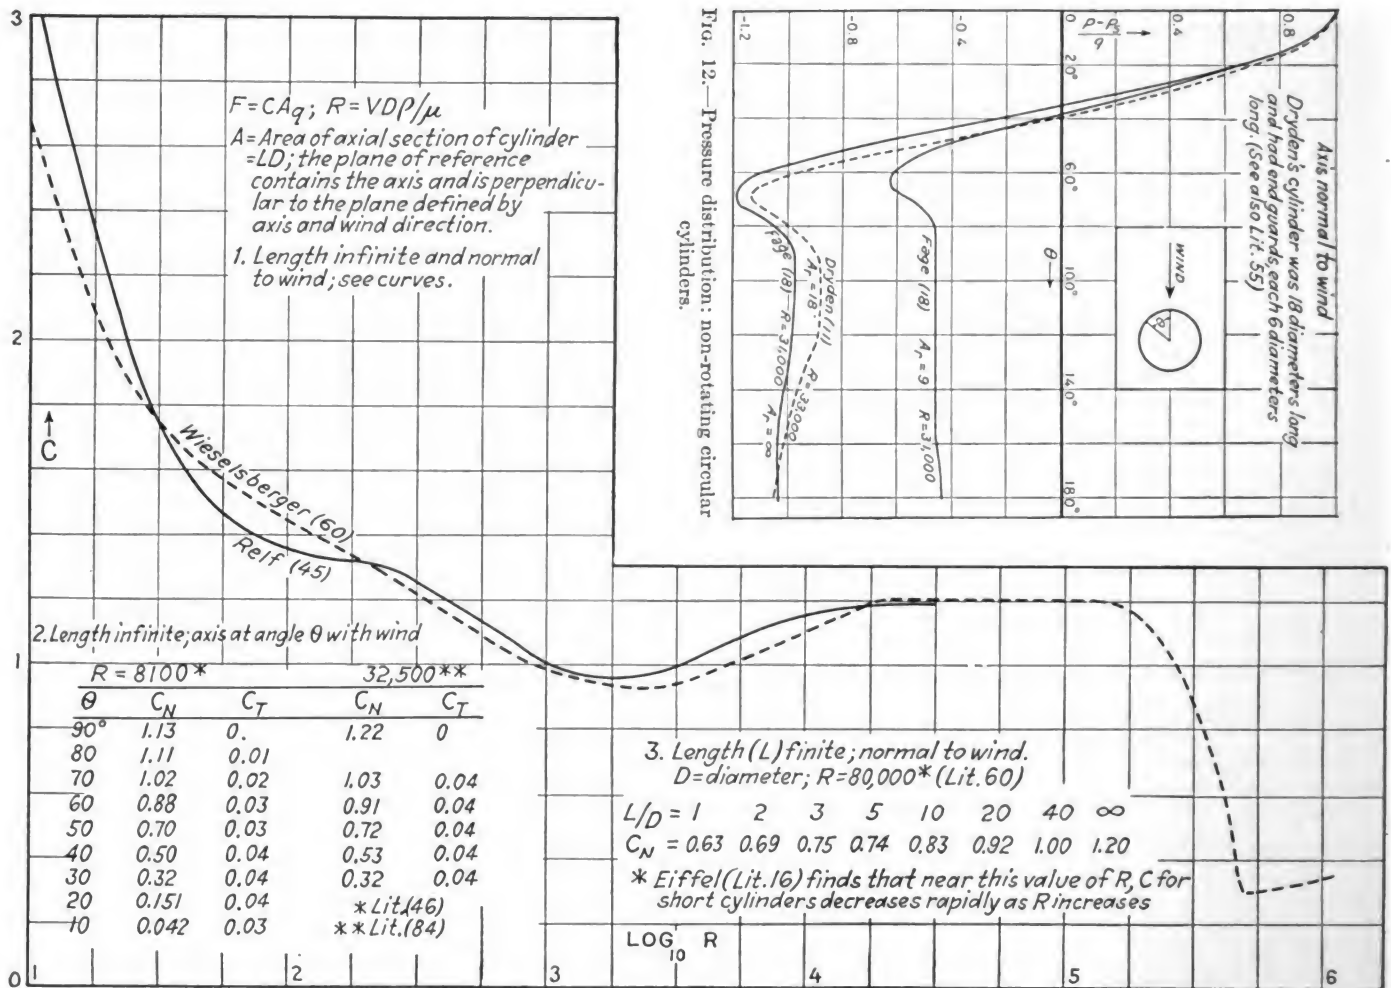 3
2
1
0
F=CAq; R=VDρ/μ
A=Area of axial section of cylinder
=LD; the plane of reference
contains the axis and is perpendicu-
lar to the plane defined by
axis and wind direction.
1. Length infinite and normal
to wind; see curves.
↑
C
Wieselsberger (60)
Relf (45)
2. Length infinite; axis at angle θ with wind
R = 8100* 32,500**
θ C_N C_T C_N C_T
90° 1.13 0. 1.22 0
80 1.11 0.01
70 1.02 0.02 1.03 0.04
60 0.88 0.03 0.91 0.04
50 0.70 0.03 0.72 0.04
40 0.50 0.04 0.53 0.04
30 0.32 0.04 0.32 0.04
20 0.151 0.04 *Lit.(46)
10 0.042 0.03 **Lit.(84)
3. Length (L) finite; normal to wind.
D=diameter; R=80,000* (Lit.60)
L/D = 1 2 3 5 10 20 40 ∞
C_N = 0.63 0.69 0.75 0.74 0.83 0.92 1.00 1.20
* Eiffel (Lit.16) finds that near this value of R, C for
short cylinders decreases rapidly as R increases
LOG10 R
1 2 3 4 5 6
Axis normal to wind
Dryden's cylinder was 18 diameters long
and had end guards, each 6 diameters
long. (See also Lit. 55)
WIND
θ
0.8
0.4
0
-0.4
-0.8
-1.2
p-p₀/q →
20°
60°
100°
140°
180°
θ →
Fage (18) A_r = 9 R=31,000
Dryden (11)
A_r = 18. R=33,000
Fage (18) - R=31,000 A_r = ∞
FIG. 12.—Pressure distribution: non-rotating circular
cylinders.